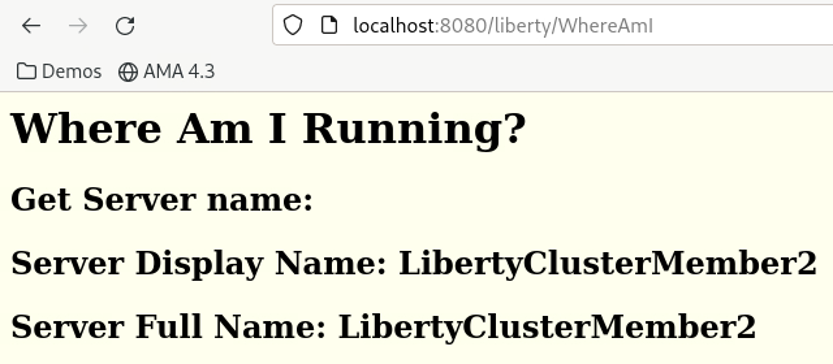 localhost:8080/liberty/WhereAmI
Demos AMA 4.3
Where Am I Running?
Get Server name:
Server Display Name: LibertyClusterMember2
Server Full Name: LibertyClusterMember2